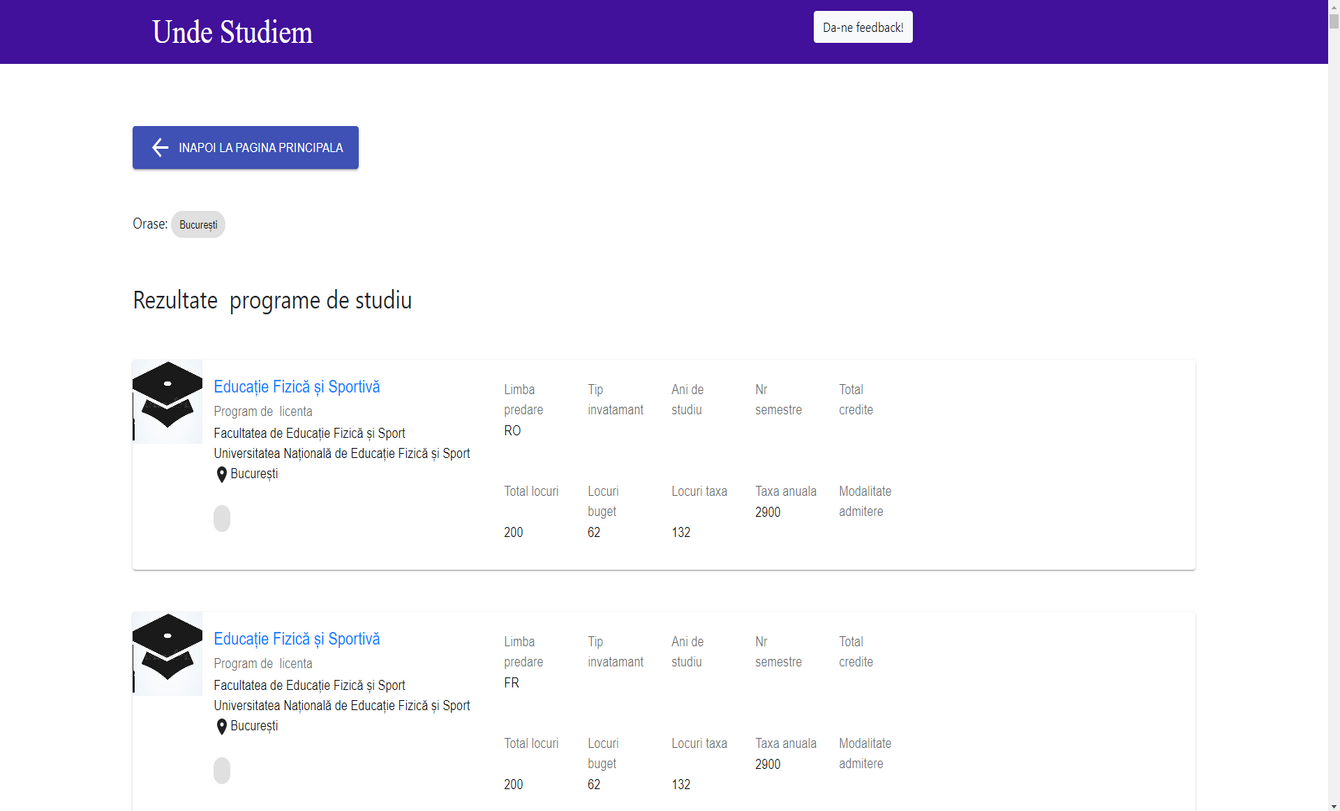 Unde Studiem
Da-ne feedback!
INAPOI LA PAGINA PRINCIPALA
Orase: București
Rezultate  programe de studiu
Educație Fizică și Sportivă
Program de  licenta
Facultatea de Educație Fizică și Sport
Universitatea Națională de Educație Fizică și Sport
București
Limba predare
RO
Tip invatamant
Ani de studiu
Nr semestre
Total credite
Total locuri
200
Locuri buget
62
Locuri taxa
132
Taxa anuala
2900
Modalitate admitere
Educație Fizică și Sportivă
Program de  licenta
Facultatea de Educație Fizică și Sport
Universitatea Națională de Educație Fizică și Sport
București
Limba predare
FR
Tip invatamant
Ani de studiu
Nr semestre
Total credite
Total locuri
200
Locuri buget
62
Locuri taxa
132
Taxa anuala
2900
Modalitate admitere